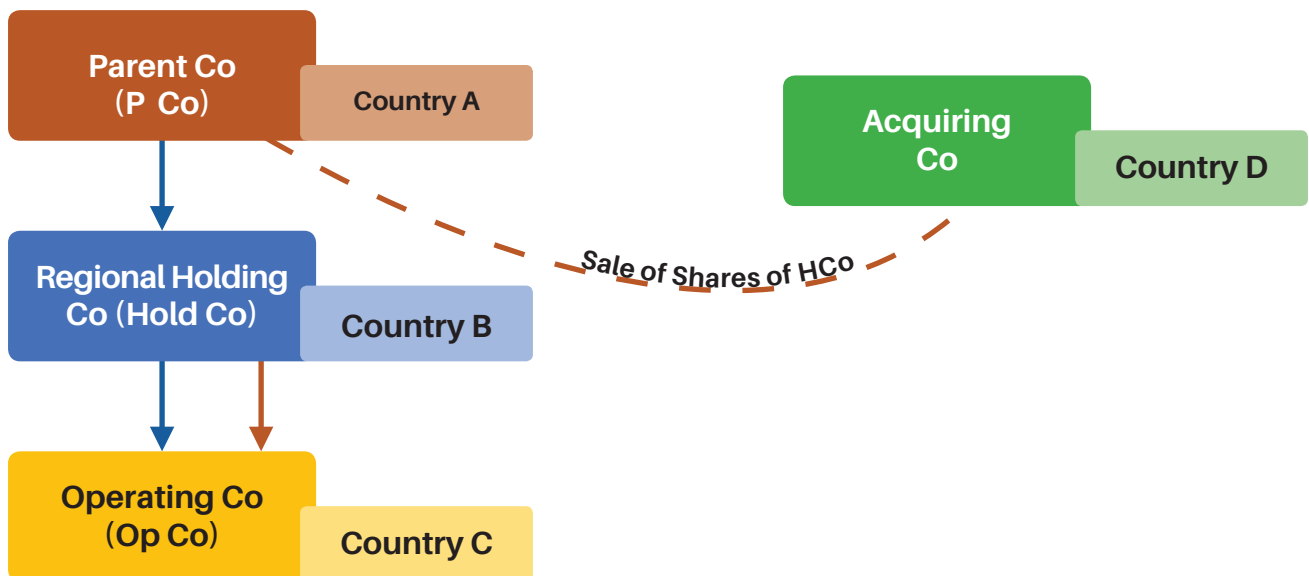 Parent Co
(P Co)
Country A
Acquiring
Co
Country D
Sale of Shares of HCo
Regional Holding
Co (Hold Co)
Country B
Operating Co
(Op Co)
Country C